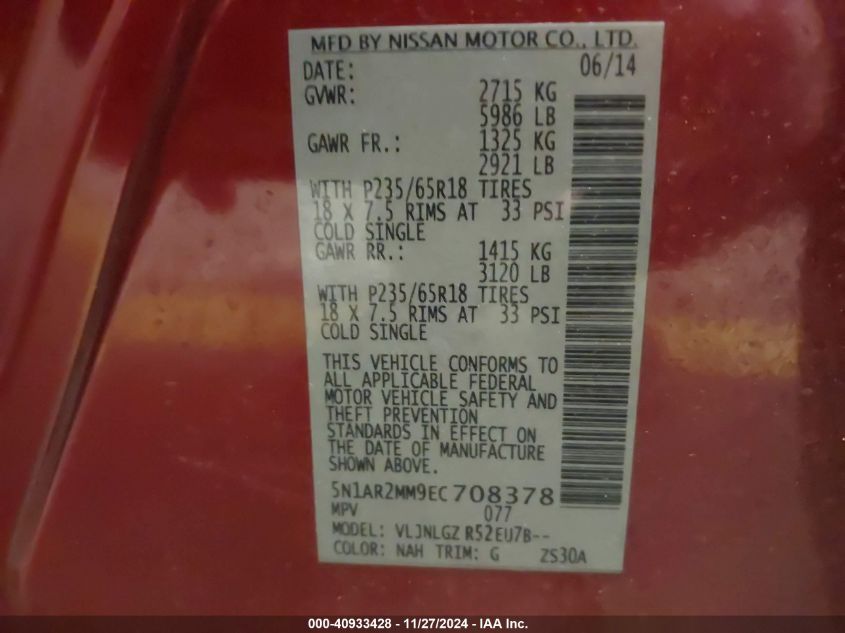 MFD BY NISSAN MOTOR CO., LTD.
DATE: 06/14
GVWR: 2715 KG
5986 LB
GAWR FR.: 1325 KG
2921 LB
WITH P235/65R18 TIRES
18 X 7.5 RIMS AT 33 PSI
COLD SINGLE
GAWR RR.: 1415 KG
3120 LB
WITH P235/65R18 TIRES
18 X 7.5 RIMS AT 33 PSI
COLD SINGLE
THIS VEHICLE CONFORMS TO
ALL APPLICABLE FEDERAL
MOTOR VEHICLE SAFETY AND
THEFT PREVENTION
STANDARDS IN EFFECT ON
THE DATE OF MANUFACTURE
SHOWN ABOVE.
5N1AR2MM9EC708378
MPV 077
MODEL: VLJNLGZ R52EU7B--
COLOR: NAH TRIM: G ZS30A
000-40933428 - 11/27/2024 - IAA Inc.